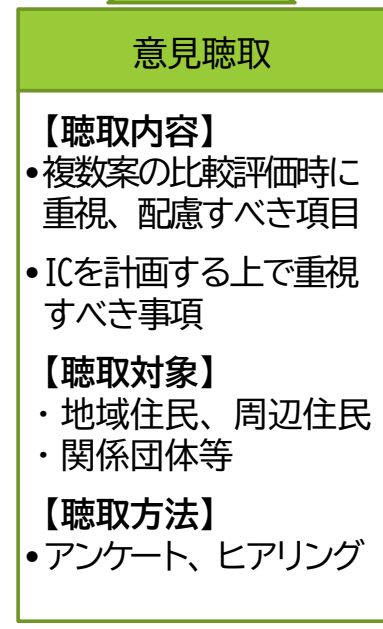 意見聴取
【聴取内容】
•複数案の比較評価時に
重視、配慮すべき項目
•ICを計画する上で重視
すべき事項
【聴取対象】
・地域住民、周辺住民
・関係団体等
【聴取方法】
•アンケート、ヒアリング